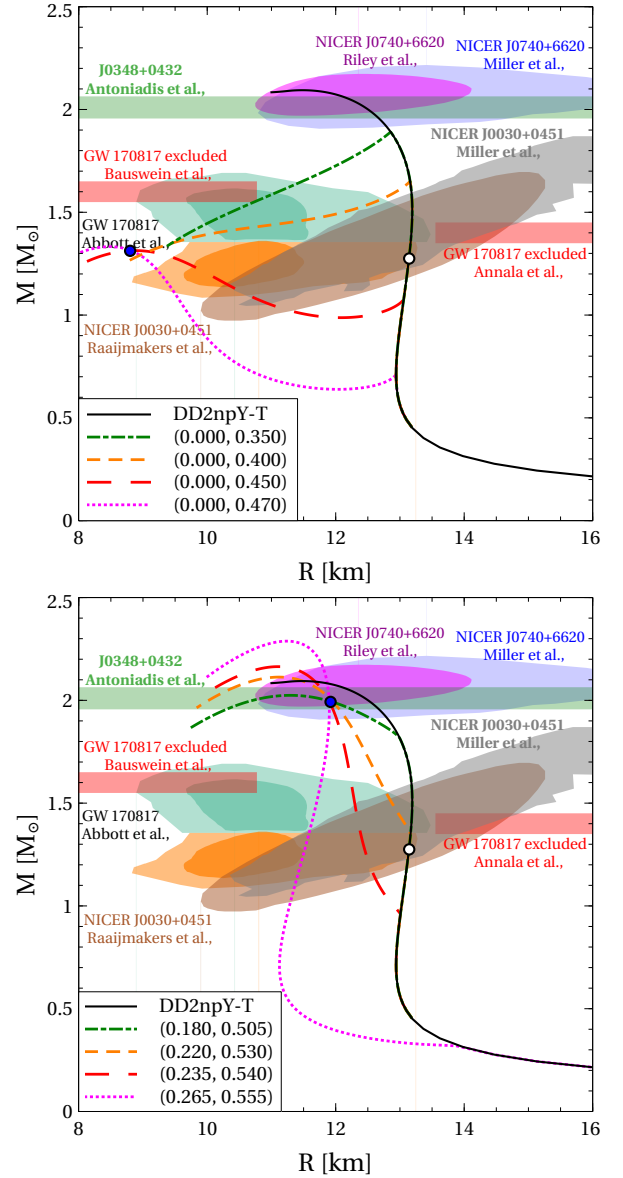 2.5
NICER J0740+6620
Riley et al.,
NICER J0740+6620
Miller et al.,
J0348+0432
Antoniadis et al.,
2
NICER J0030+0451
Miller et al.,
GW 170817 excluded
Bauswein et al.,
1.5
GW 170817
Abbott et al.,
GW 170817 excluded
Annala et al.,
M [M⊙]
1
NICER J0030+0451
Raaijmakers et al.,
0.5
DD2npY-T
(0.000, 0.350)
(0.000, 0.400)
(0.000, 0.450)
(0.000, 0.470)
0
8 10 12 14 16
R [km]
2.5
NICER J0740+6620
Riley et al.,
NICER J0740+6620
Miller et al.,
J0348+0432
Antoniadis et al.,
2
NICER J0030+0451
Miller et al.,
GW 170817 excluded
Bauswein et al.,
1.5
GW 170817
Abbott et al.,
GW 170817 excluded
Annala et al.,
M [M⊙]
1
NICER J0030+0451
Raaijmakers et al.,
0.5
DD2npY-T
(0.180, 0.505)
(0.220, 0.530)
(0.235, 0.540)
(0.265, 0.555)
0
8 10 12 14 16
R [km]